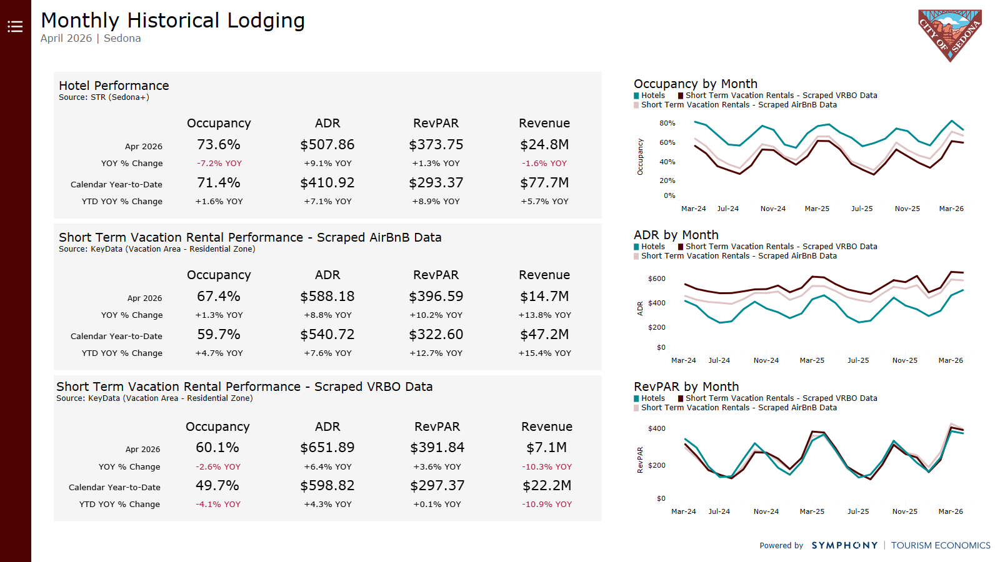 Monthly Historical Lodging
April 2026 | Sedona
CITY OF SEDONA
Hotel Performance
Source: STR (Sedona+)
Occupancy ADR RevPAR Revenue
Apr 2026 73.6% $507.86 $373.75 $24.8M
YOY % Change -7.2% YOY +9.1% YOY +1.3% YOY -1.6% YOY
Calendar Year-to-Date 71.4% $410.92 $293.37 $77.7M
YTD YOY % Change +1.6% YOY +7.1% YOY +8.9% YOY +5.7% YOY
Short Term Vacation Rental Performance - Scraped AirBnB Data
Source: KeyData (Vacation Area - Residential Zone)
Occupancy ADR RevPAR Revenue
Apr 2026 67.4% $588.18 $396.59 $14.7M
YOY % Change +1.3% YOY +8.8% YOY +10.2% YOY +13.8% YOY
Calendar Year-to-Date 59.7% $540.72 $322.60 $47.2M
YTD YOY % Change +4.7% YOY +7.6% YOY +12.7% YOY +15.4% YOY
Short Term Vacation Rental Performance - Scraped VRBO Data
Source: KeyData (Vacation Area - Residential Zone)
Occupancy ADR RevPAR Revenue
Apr 2026 60.1% $651.89 $391.84 $7.1M
YOY % Change -2.6% YOY +6.4% YOY +3.6% YOY -10.3% YOY
Calendar Year-to-Date 49.7% $598.82 $297.37 $22.2M
YTD YOY % Change -4.1% YOY +4.3% YOY +0.1% YOY -10.9% YOY
Occupancy by Month
Hotels Short Term Vacation Rentals - Scraped VRBO Data
Short Term Vacation Rentals - Scraped AirBnB Data
Occupancy
80%
60%
40%
20%
0%
Mar-24 Jul-24 Nov-24 Mar-25 Jul-25 Nov-25 Mar-26
ADR by Month
Hotels Short Term Vacation Rentals - Scraped VRBO Data
Short Term Vacation Rentals - Scraped AirBnB Data
ADR
$600
$400
$200
$0
Mar-24 Jul-24 Nov-24 Mar-25 Jul-25 Nov-25 Mar-26
RevPAR by Month
Hotels Short Term Vacation Rentals - Scraped VRBO Data
Short Term Vacation Rentals - Scraped AirBnB Data
RevPAR
$400
$200
$0
Mar-24 Jul-24 Nov-24 Mar-25 Jul-25 Nov-25 Mar-26
Powered by SYMPHONY | TOURISM ECONOMICS